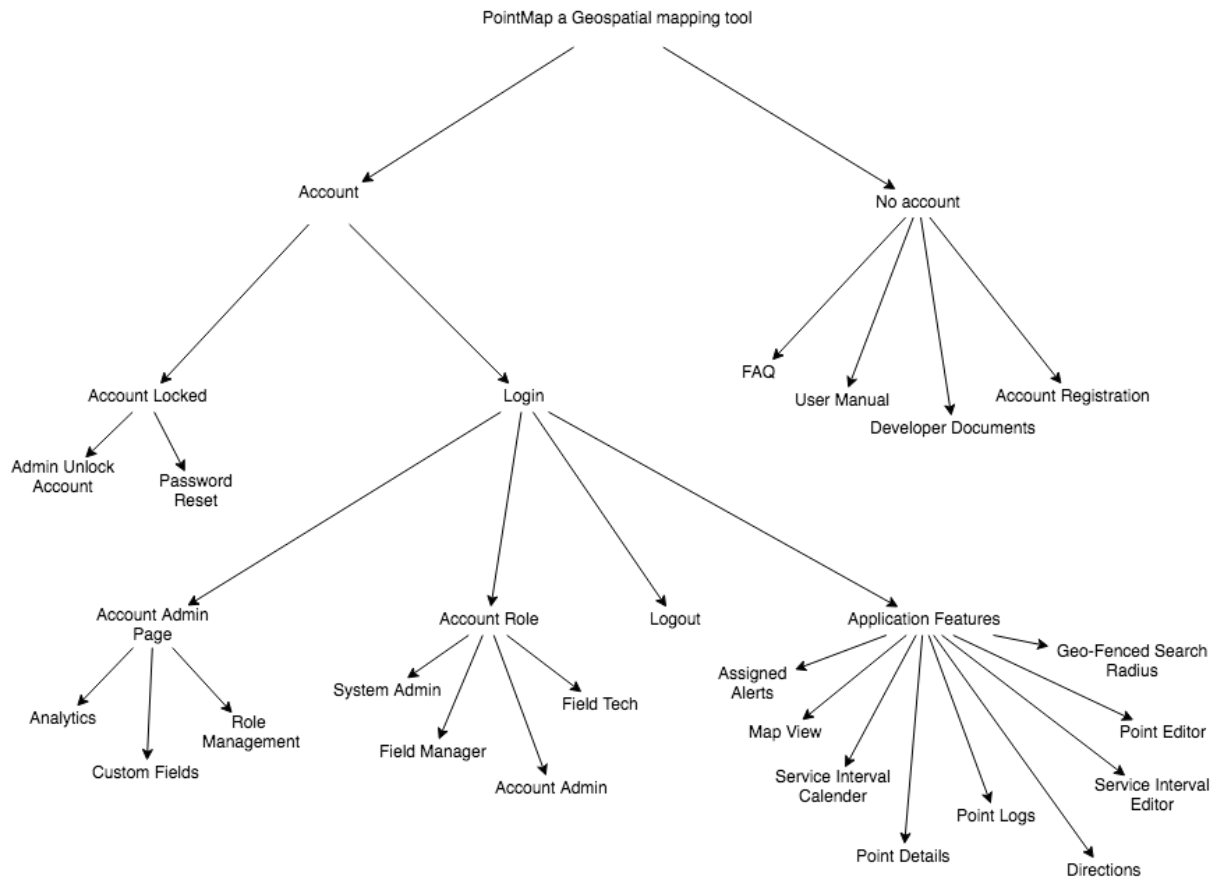 PointMap a Geospatial mapping tool
Account
No account
FAQ
User Manual
Developer Documents
Account Registration
Account Locked
Login
Admin Unlock
Account
Password
Reset
Account Admin
Page
Account Role
Logout
Application Features
Analytics
Custom Fields
Role
Management
System Admin
Field Manager
Account Admin
Field Tech
Assigned
Alerts
Map View
Service Interval
Calender
Point Details
Point Logs
Directions
Service Interval
Editor
Point Editor
Geo-Fenced Search
Radius